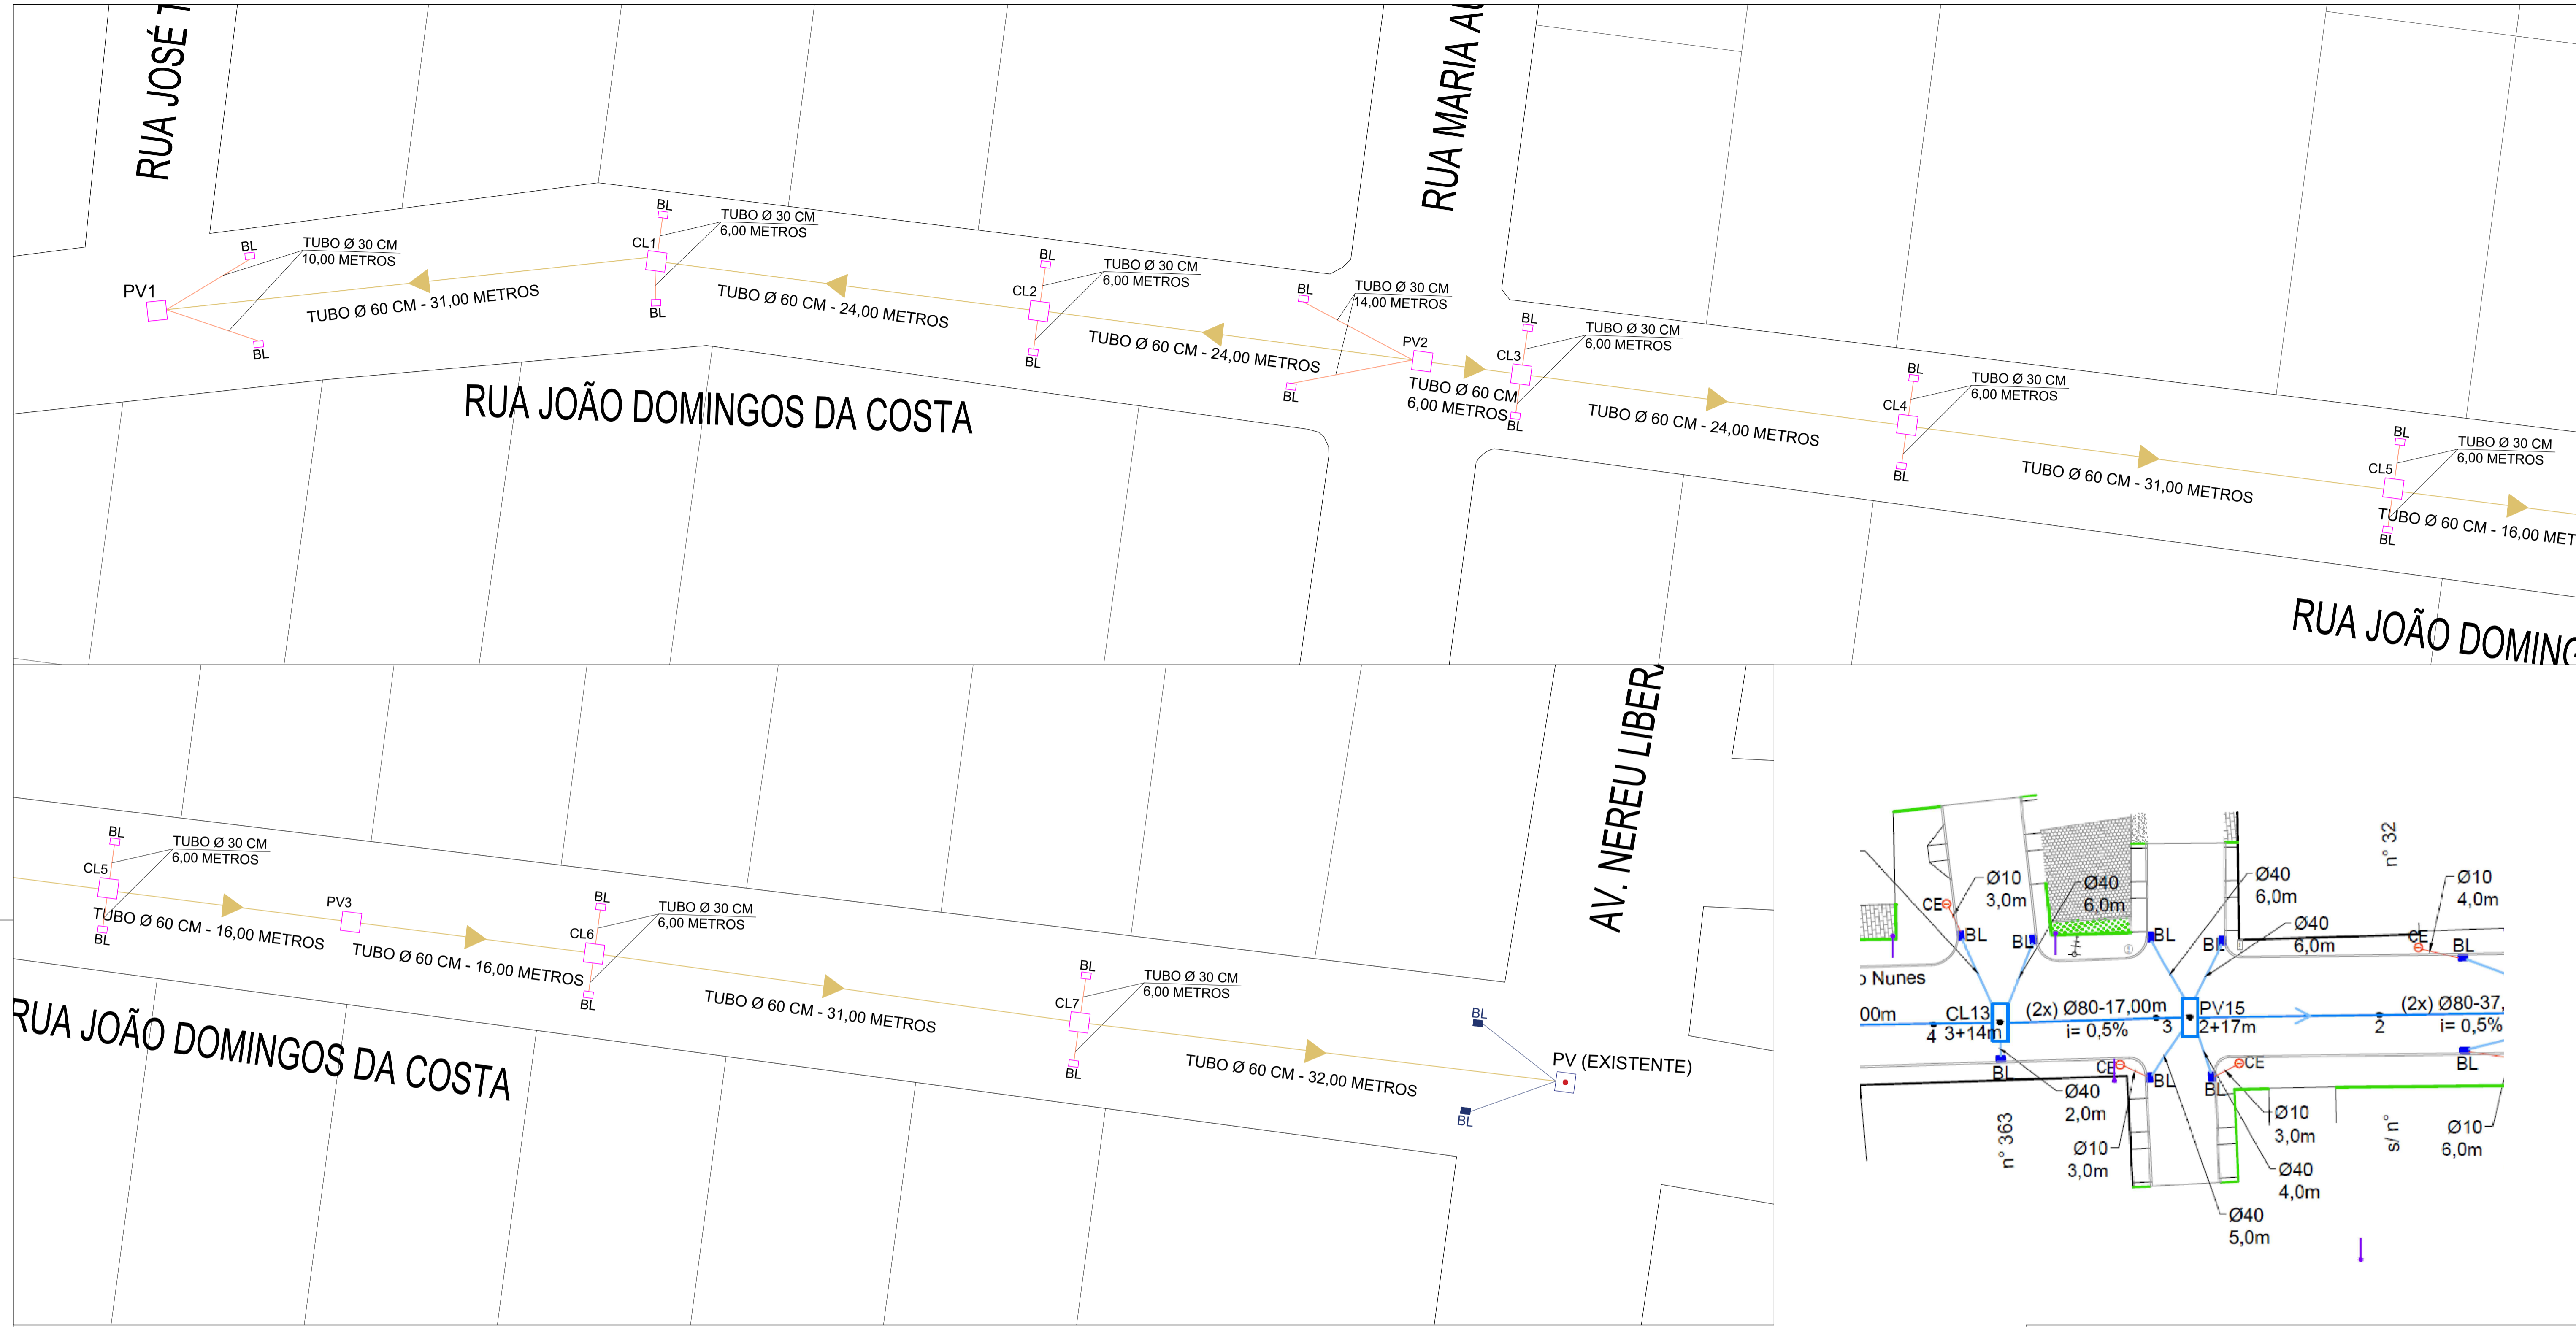 RUA JOSÉ T
RUA MARIA AU
BL
TUBO Ø 30 CM
10,00 METROS
PV1
BL
TUBO Ø 60 CM - 31,00 METROS
BL
TUBO Ø 30 CM
6,00 METROS
CL1
BL
TUBO Ø 60 CM - 24,00 METROS
BL
TUBO Ø 30 CM
6,00 METROS
CL2
BL
TUBO Ø 60 CM - 24,00 METROS
BL
TUBO Ø 30 CM
14,00 METROS
BL
PV2
TUBO Ø 60 CM
6,00 METROS
BL
TUBO Ø 30 CM
6,00 METROS
CL3
BL
TUBO Ø 60 CM - 24,00 METROS
BL
TUBO Ø 30 CM
6,00 METROS
CL4
BL
TUBO Ø 60 CM - 31,00 METROS
BL
TUBO Ø 30 CM
6,00 METROS
CL5
BL
TUBO Ø 60 CM - 16,00 MET
RUA JOÃO DOMINGOS DA COSTA
RUA JOÃO DOMING
AV. NEREU LIBER
BL
TUBO Ø 30 CM
6,00 METROS
CL5
BL
TUBO Ø 60 CM - 16,00 METROS
PV3
TUBO Ø 60 CM - 16,00 METROS
BL
TUBO Ø 30 CM
6,00 METROS
CL6
BL
TUBO Ø 60 CM - 31,00 METROS
BL
TUBO Ø 30 CM
6,00 METROS
CL7
BL
TUBO Ø 60 CM - 32,00 METROS
BL
PV (EXISTENTE)
BL
RUA JOÃO DOMINGOS DA COSTA
n° 32
Ø10
3,0m
Ø40
6,0m
Ø40
6,0m
Ø10
4,0m
Ø40
6,0m
CE
BL
BL
BL
BL
CE
BL
o Nunes
00m
CL13
4
3+14m
(2x) Ø80-17,00m
i= 0,5%
3
PV15
2+17m
2
(2x) Ø80-37,
i= 0,5%
BL
CE
BL
BL
CE
BL
Ø40
2,0m
n° 363
Ø10
3,0m
Ø10
3,0m
Ø40
4,0m
Ø40
5,0m
s/ n°
Ø10
6,0m